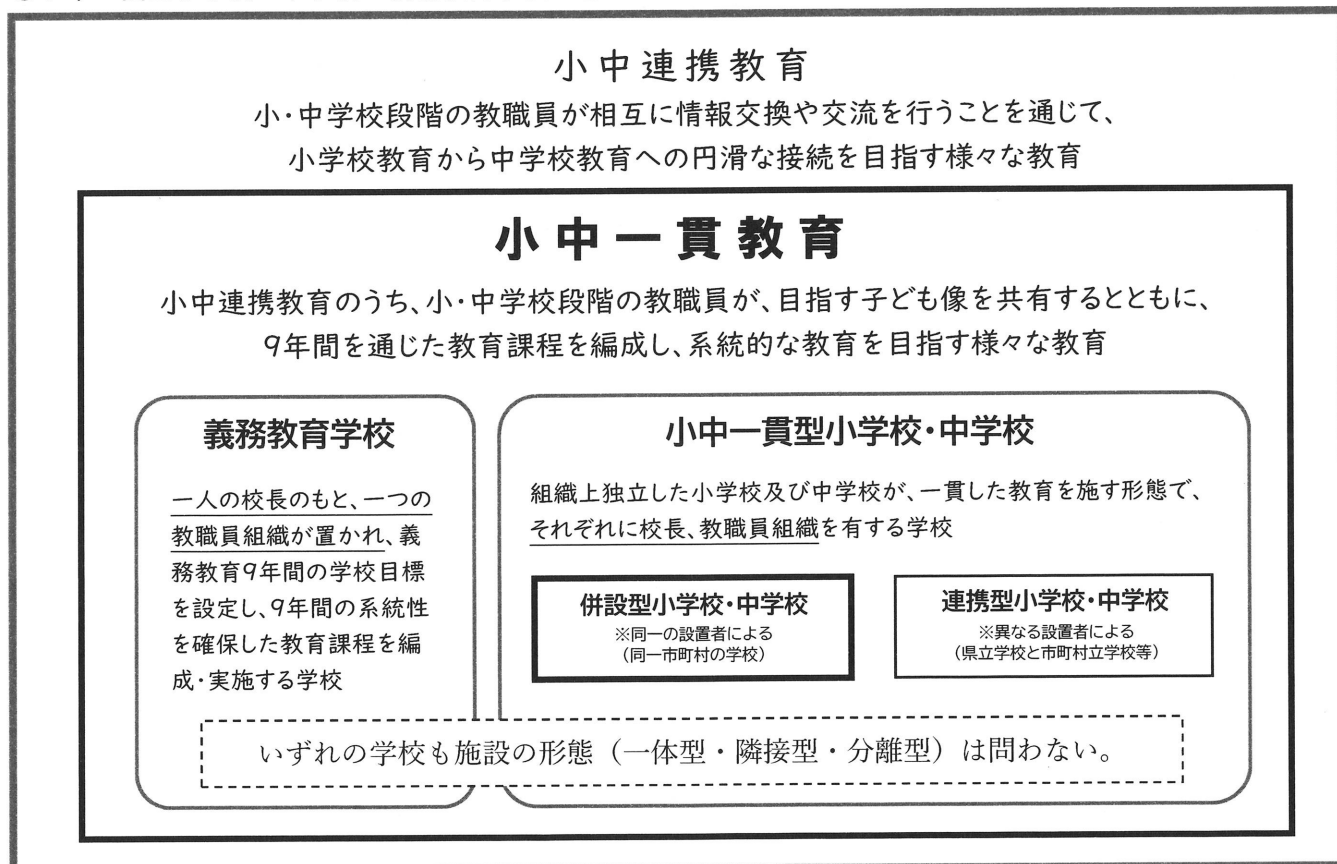 小中連携教育
小・中学校段階の教職員が相互に情報交換や交流を行うことを通じて、
小学校教育から中学校教育への円滑な接続を目指す様々な教育
小中一貫教育
小中連携教育のうち、小・中学校段階の教職員が、目指す子ども像を共有するとともに、
9年間を通じた教育課程を編成し、系統的な教育を目指す様々な教育
義務教育学校
一人の校長のもと、一つの
教職員組織が置かれ、義
務教育9年間の学校目標
を設定し、9年間の系統性
を確保した教育課程を編
成・実施する学校
小中一貫型小学校・中学校
組織上独立した小学校及び中学校が、一貫した教育を施す形態で、
それぞれに校長、教職員組織を有する学校
併設型小学校・中学校
※同一の設置者による
(同一市町村の学校)
連携型小学校・中学校
※異なる設置者による
(県立学校と市町村立学校等)
いずれの学校も施設の形態（一体型・隣接型・分離型）は問わない。